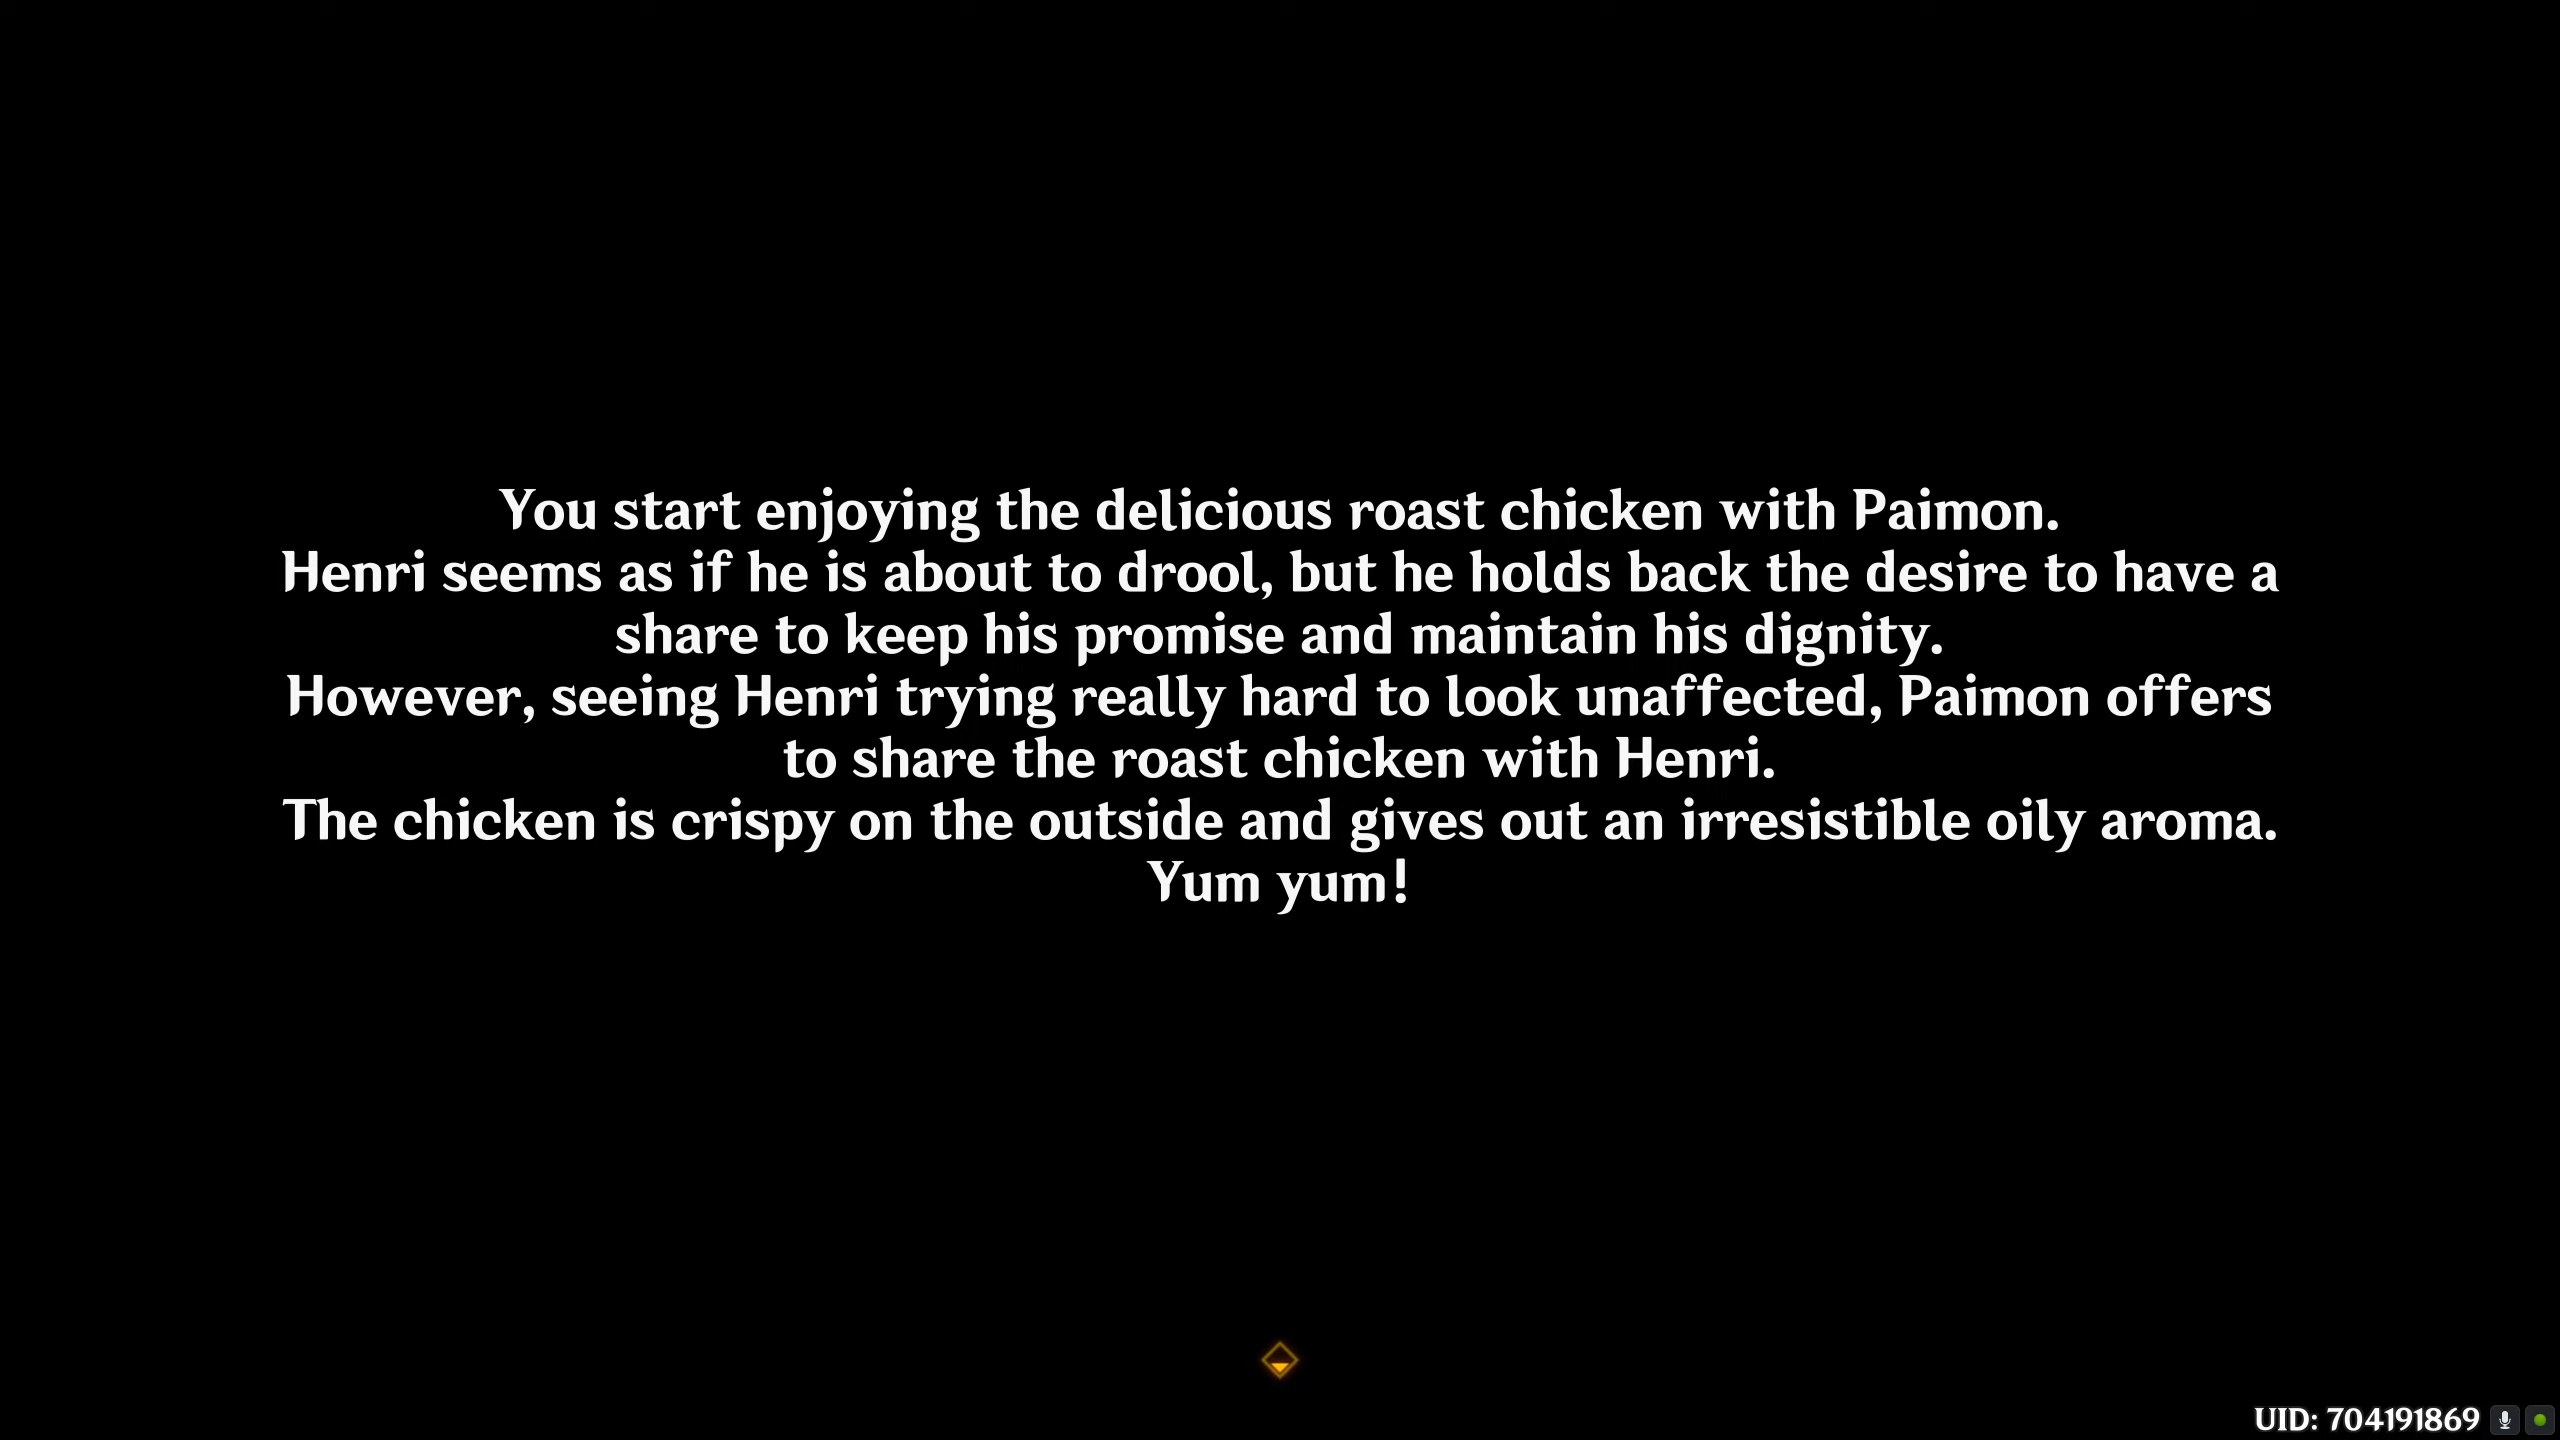 You start enjoying the delicious roast chicken with Paimon.
Henri seems as if he is about to drool, but he holds back the desire to have a
share to keep his promise and maintain his dignity.
However, seeing Henri trying really hard to look unaffected, Paimon offers
to share the roast chicken with Henri.
The chicken is crispy on the outside and gives out an irresistible oily aroma.
Yum yum!
UID: 704191869